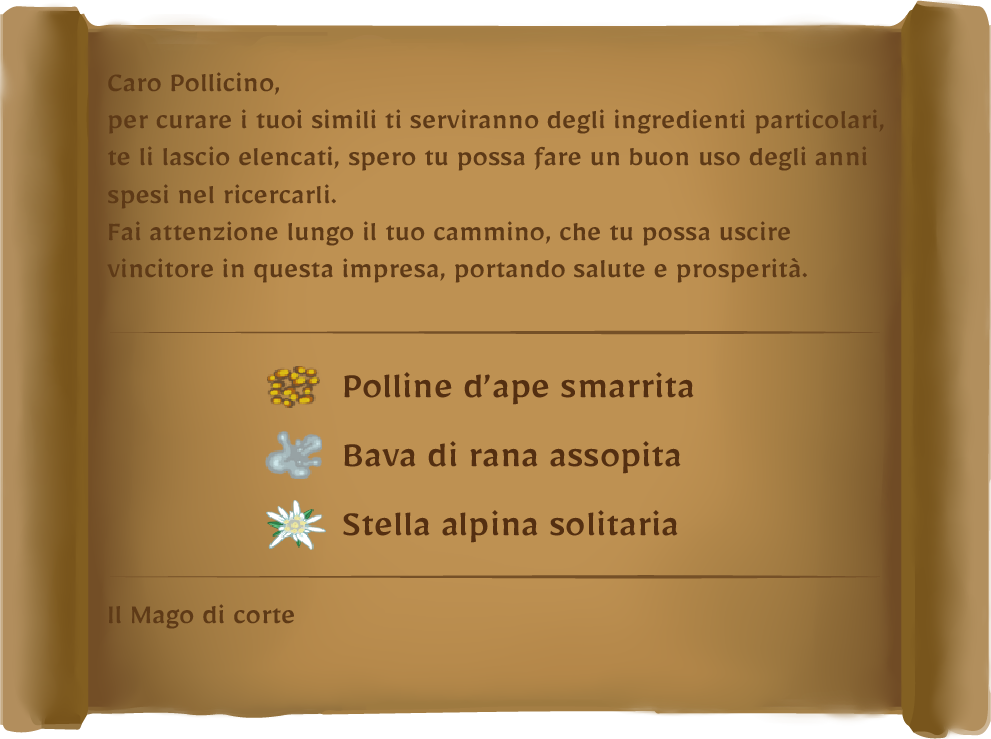 Caro Pollicino,
per curare i tuoi simili ti serviranno degli ingredienti particolari,
te li lascio elencati, spero tu possa fare un buon uso degli anni
spesi nel ricercarli.
Fai attenzione lungo il tuo cammino, che tu possa uscire
vincitore in questa impresa, portando salute e prosperità.
Polline d’ape smarrita
Bava di rana assopita
Stella alpina solitaria
Il Mago di corte